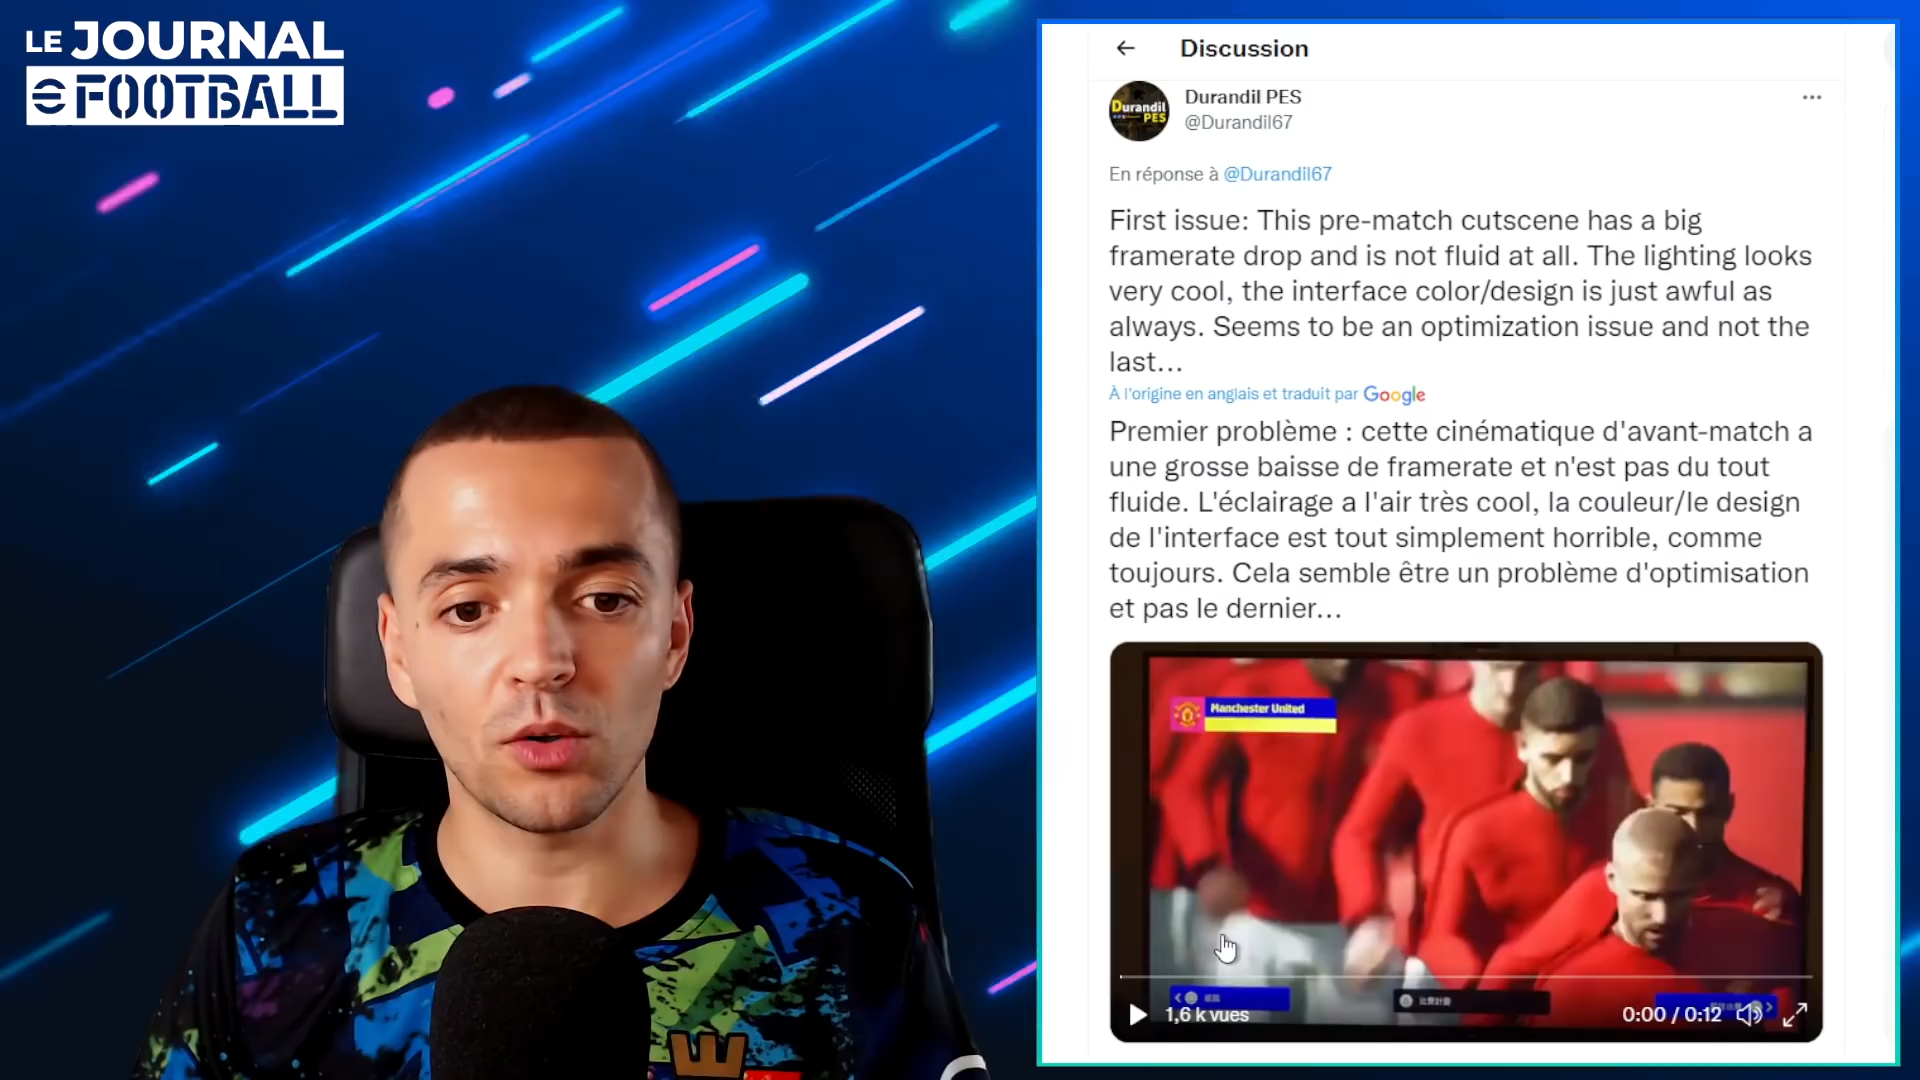 LE JOURNAL
eFOOTBALL
Discussion
Durandil PES
@Durandil67
Durandil
PES
En réponse à @Durandil67
First issue: This pre-match cutscene has a big
framerate drop and is not fluid at all. The lighting looks
very cool, the interface color/design is just awful as
always. Seems to be an optimization issue and not the
last...
À l'origine en anglais et traduit par Google
Premier problème : cette cinématique d'avant-match a
une grosse baisse de framerate et n'est pas du tout
fluide. L'éclairage a l'air très cool, la couleur/le design
de l'interface est tout simplement horrible, comme
toujours. Cela semble être un problème d'optimisation
et pas le dernier...
Manchester United
1,6 k vues
0:00 / 0:12